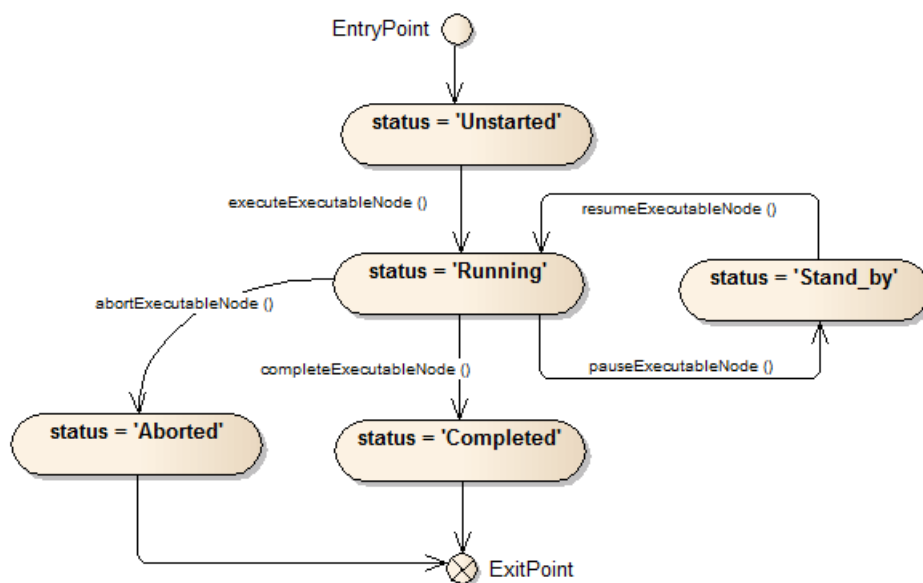 EntryPoint
status = 'Unstarted'
executeExecutableNode ()
resumeExecutableNode ()
status = 'Running'
status = 'Stand_by'
abortExecutableNode ()
completeExecutableNode ()
pauseExecutableNode ()
status = 'Aborted'
status = 'Completed'
ExitPoint